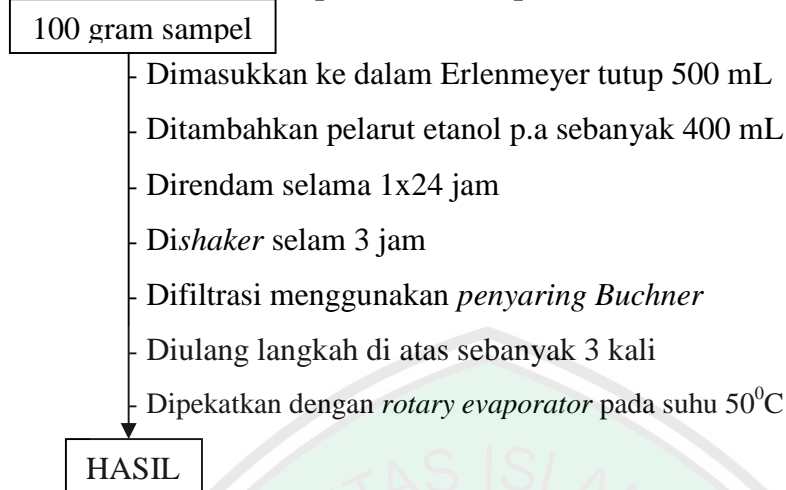 100 gram sampel
- Dimasukkan ke dalam Erlenmeyer tutup 500 mL
- Ditambahkan pelarut etanol p.a sebanyak 400 mL
- Direndam selama 1x24 jam
- Dishaker selam 3 jam
- Difiltrasi menggunakan penyaring Buchner
- Diulang langkah di atas sebanyak 3 kali
- Dipekatkan dengan rotary evaporator pada suhu 50⁰C
HASIL